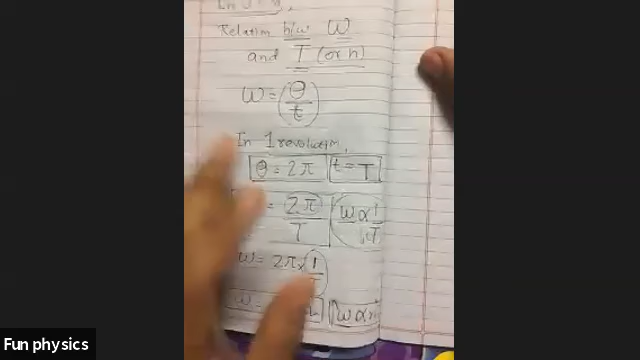 Relation b/w W
and T (or n)
W = θ/t
In 1 revolution,
θ = 2π t = T
= 2π/T W ∝ 1/T
W = 2π × 1
W = W ∝ n
Fun physics